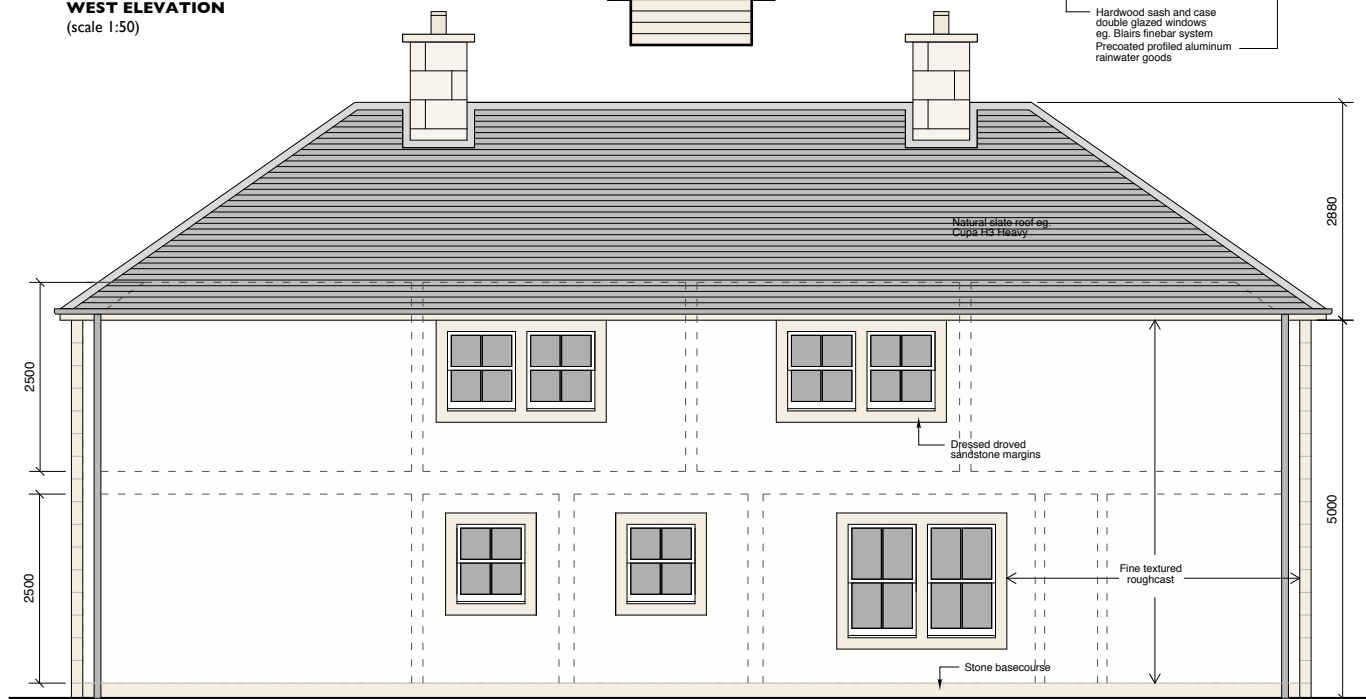 WEST ELEVATION
(scale 1:50)
Hardwood sash and case
double glazed windows
eg. Blairs finebar system
Precoated profiled aluminum
rainwater goods
Natural slate roof eg.
Cupa H3 Heavy
2880
2500
Dressed droved
sandstone margins
5000
Fine textured
roughcast
2500
Stone basecourse